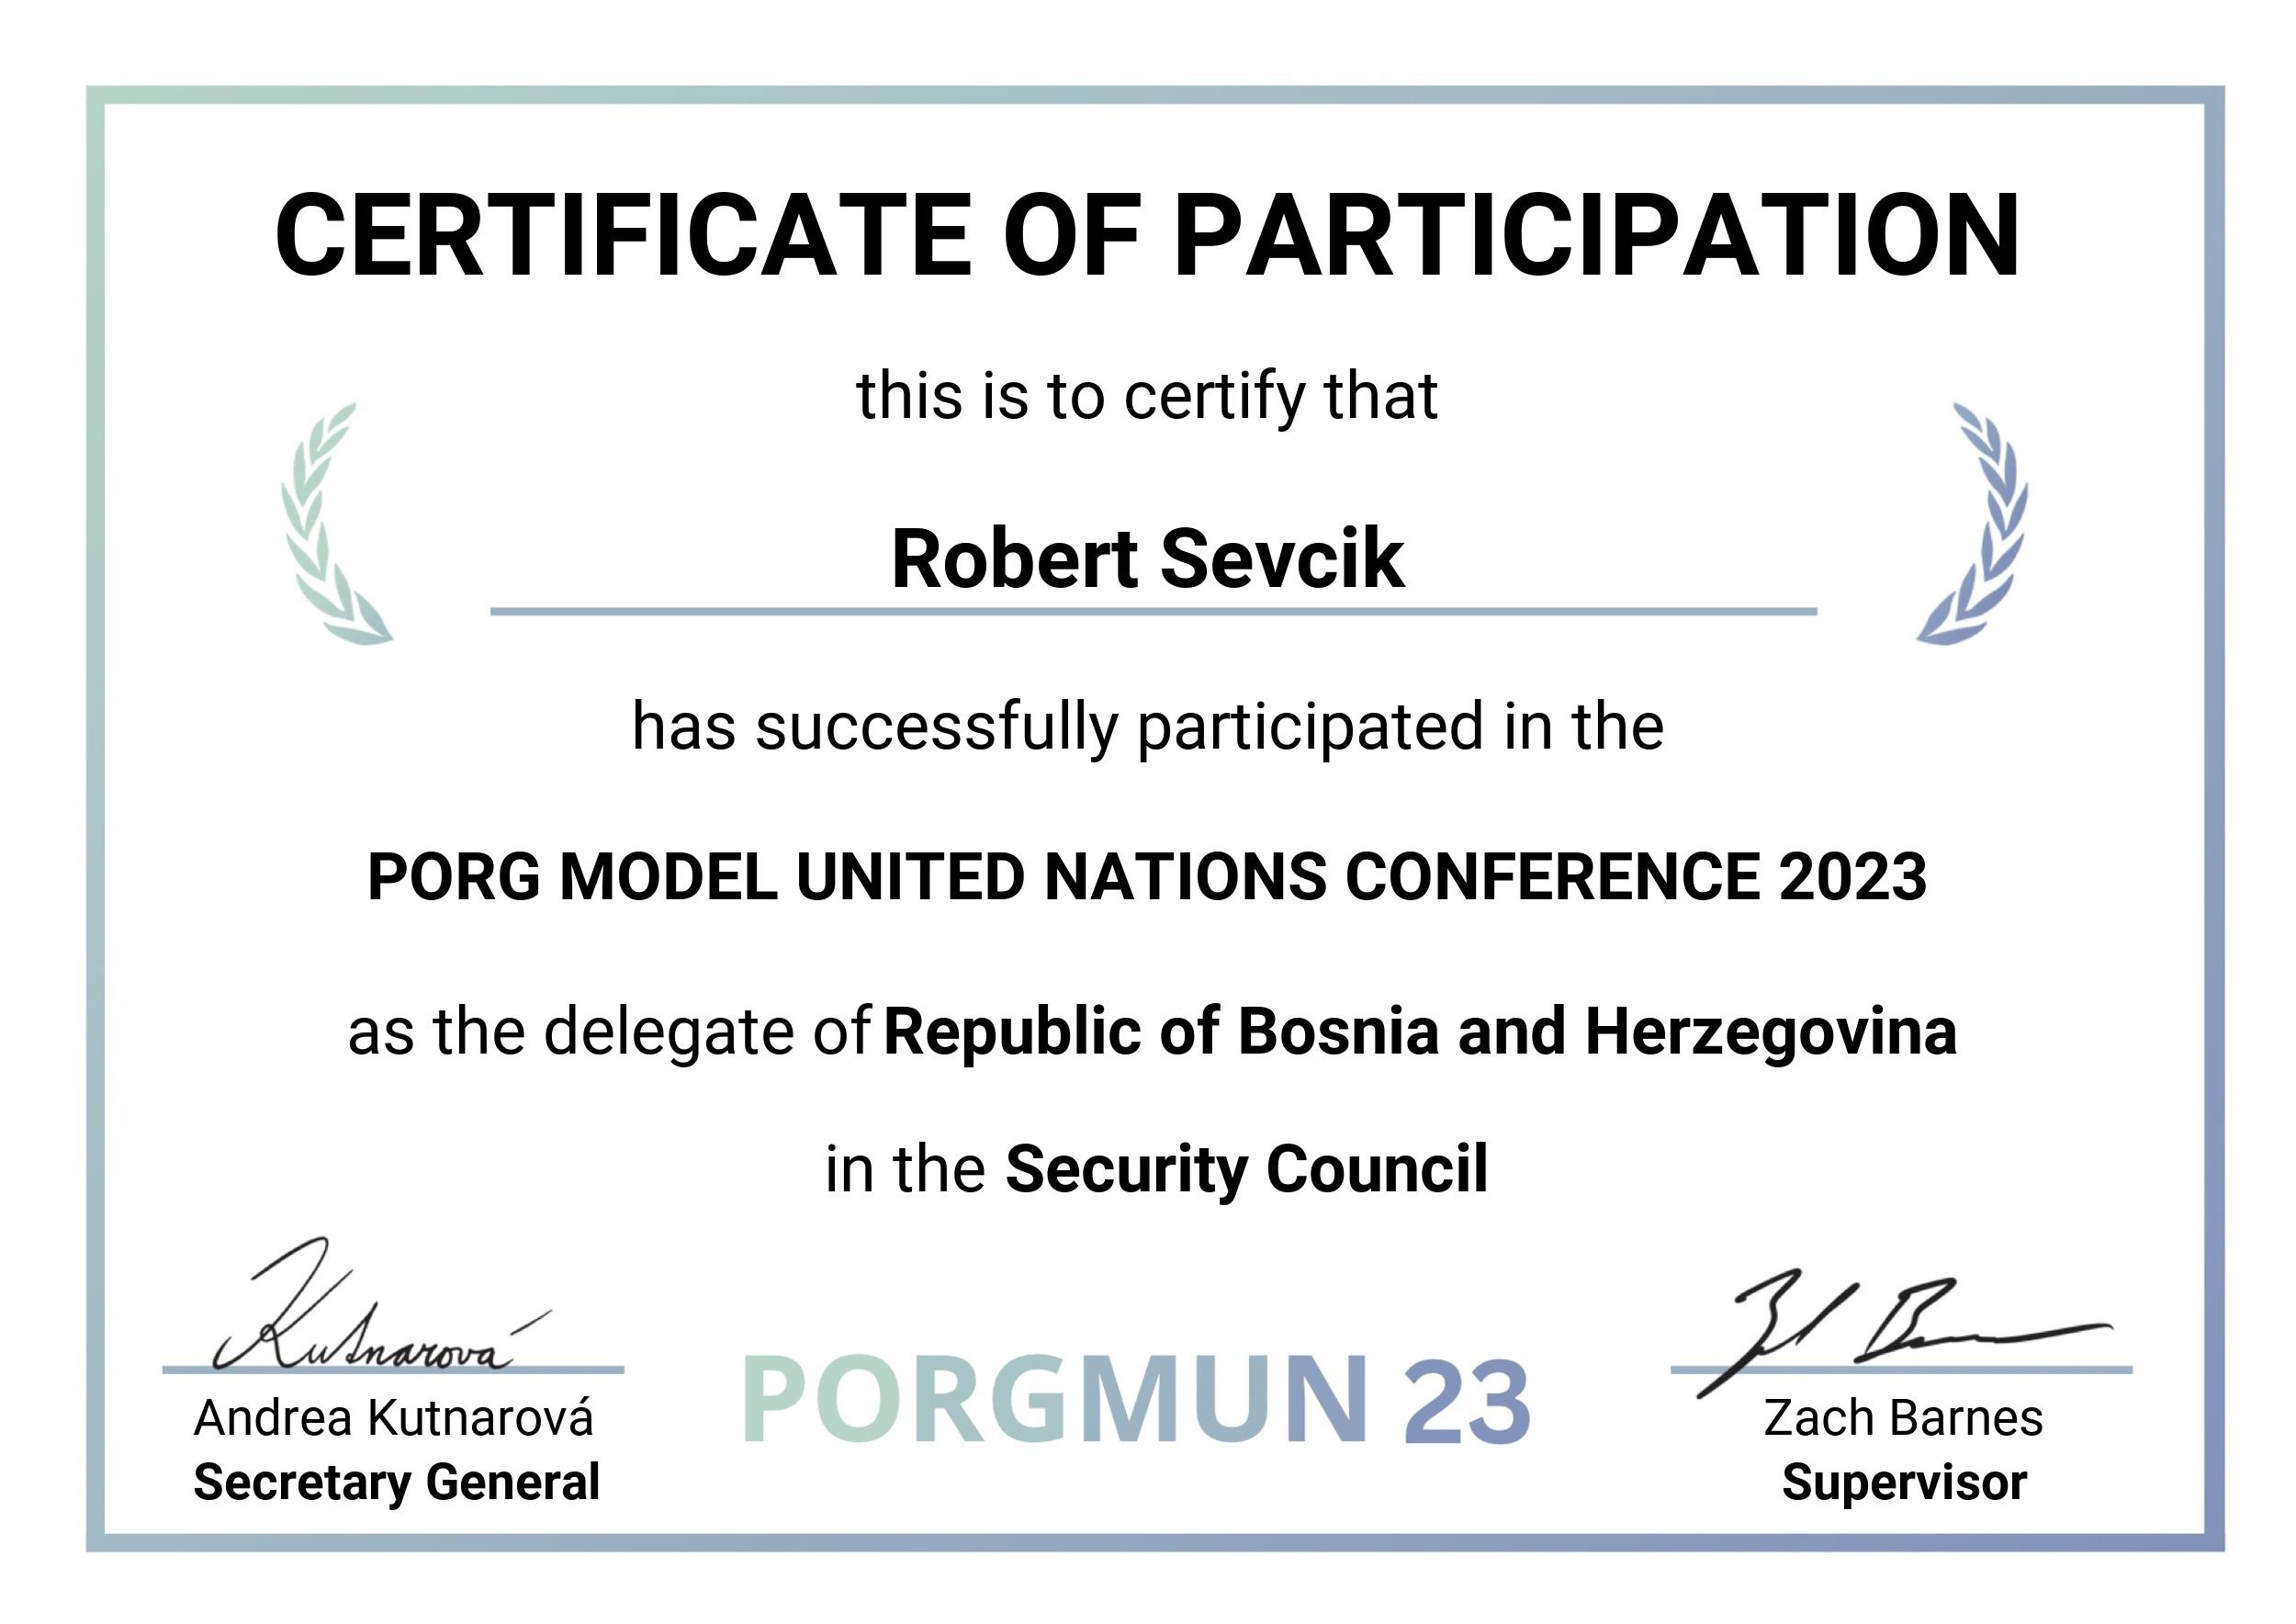 CERTIFICATE OF PARTICIPATION
this is to certify that
Robert Sevcik
has successfully participated in the
PORG MODEL UNITED NATIONS CONFERENCE 2023
as the delegate of Republic of Bosnia and Herzegovina
in the Security Council
Kutnarová
Andrea Kutnarová
Secretary General
PORGMUN 23
Zach Barnes
Supervisor